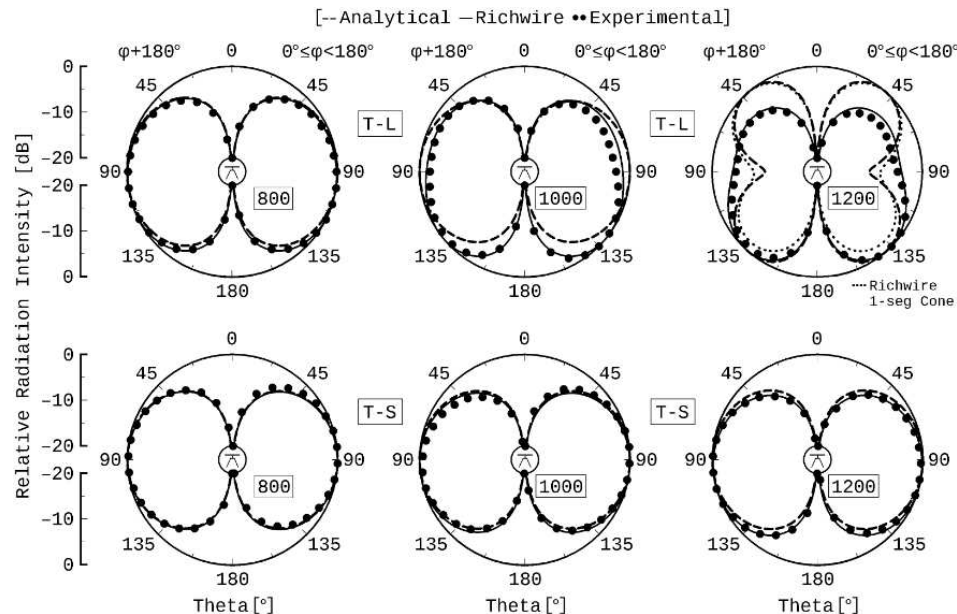 [--Analytical —Richwire ••Experimental]
φ+180° 0 0°≤φ<180° φ+180° 0 0°≤φ<180° φ+180° 0 0°≤φ<180°
0
45 45 45 45 45 45
-10
T-L T-L
-20
90 90 90 90
-20
800 1000 1200
-10
135 135 135 135 135 135
0
180 180 180
Richwire
1-seg Cone
Relative Radiation Intensity [dB]
0 0 0
0
45 45 45 45 45 45
-10
T-S T-S
-20
90 90 90 90
-20
800 1000 1200
-10
135 135 135 135 135 135
0
180 180 180
Theta[°] Theta[°] Theta[°]